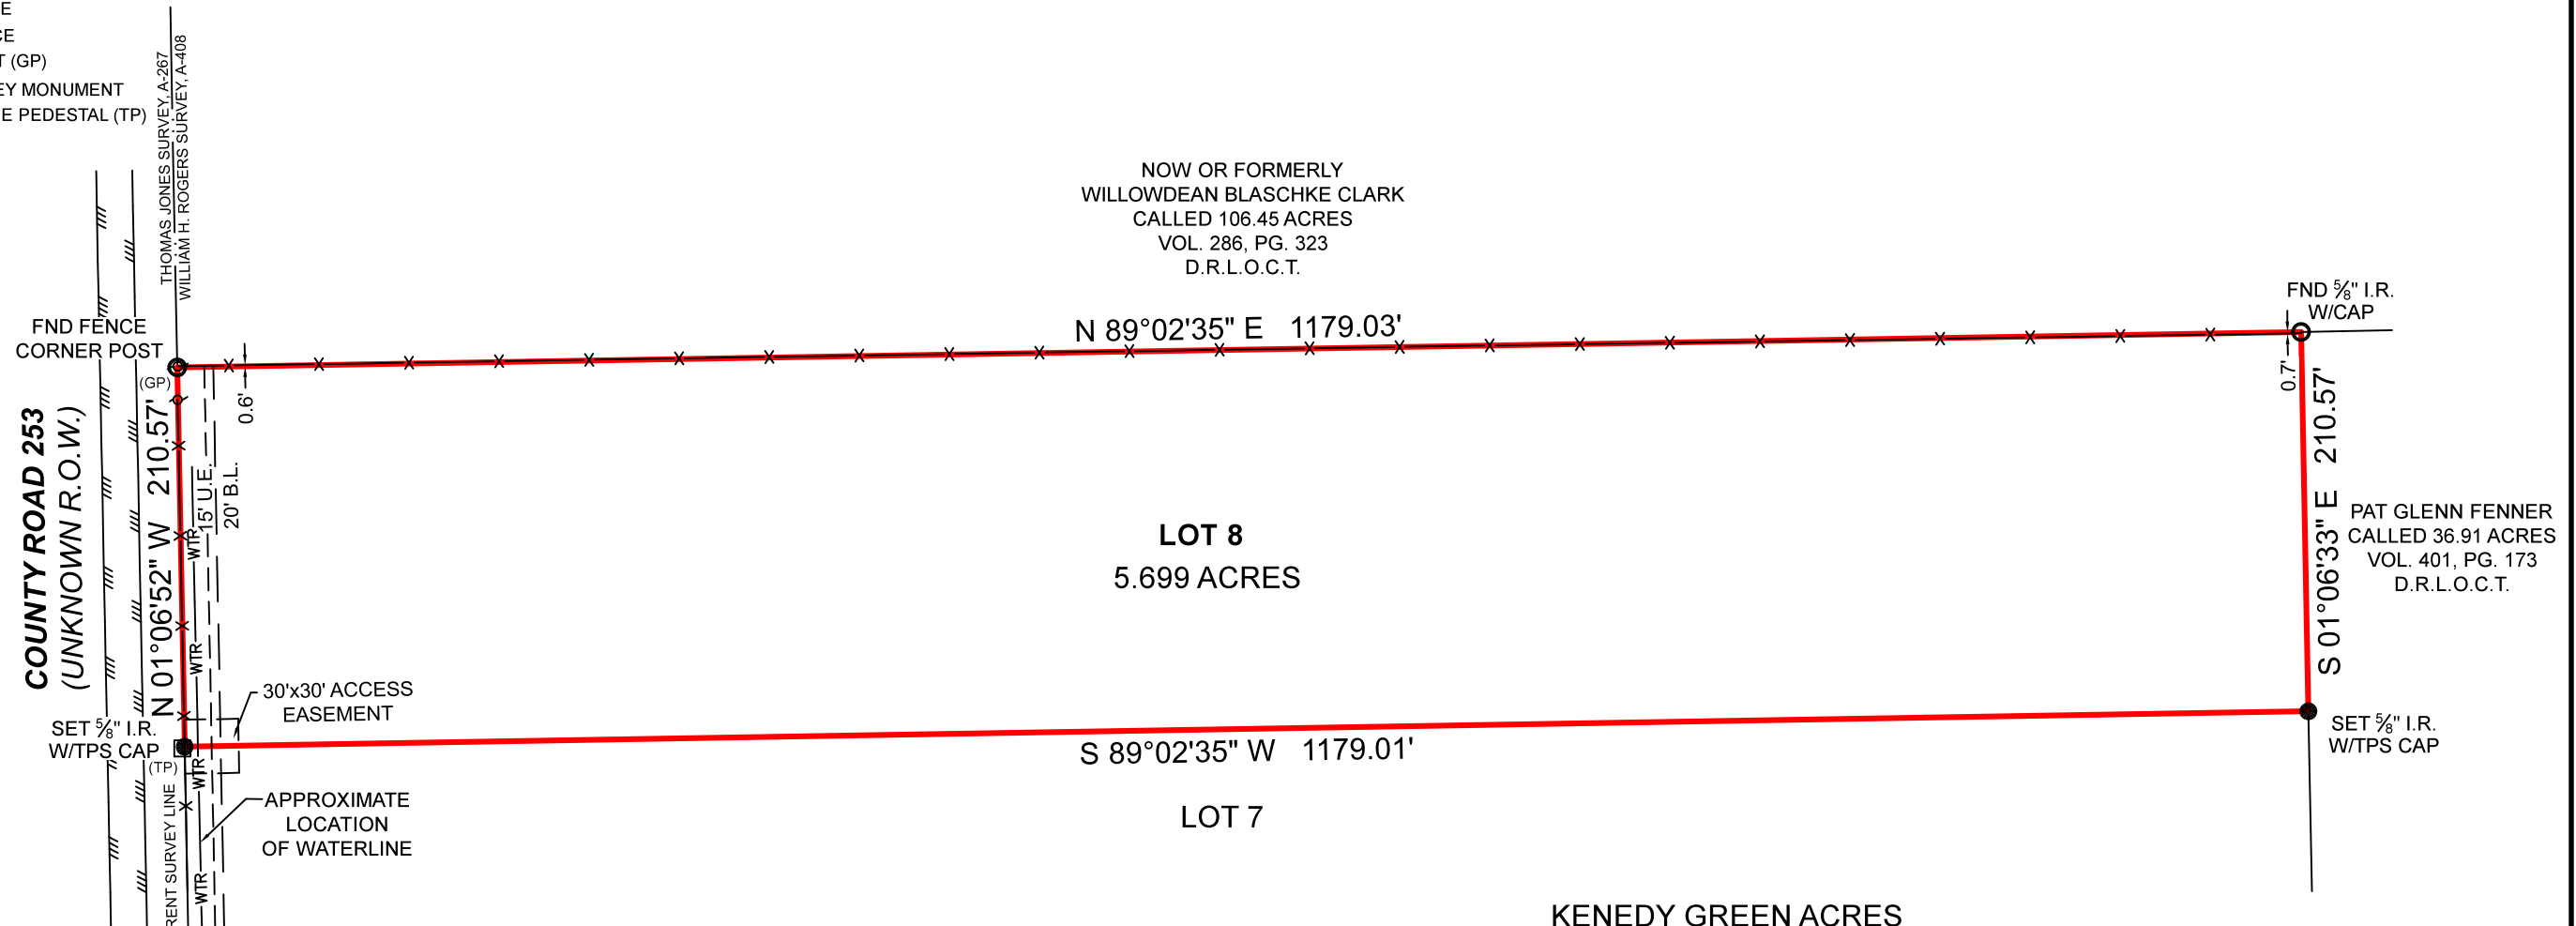 E
CE
T (GP)
EY MONUMENT
E PEDESTAL (TP)
THOMAS JONES SURVEY, A-267
WILLIAM H. ROGERS SURVEY, A-408
NOW OR FORMERLY
WILLOWDEAN BLASCHKE CLARK
CALLED 106.45 ACRES
VOL. 286, PG. 323
D.R.L.O.C.T.
FND FENCE
CORNER POST
(GP)
N 89°02'35" E 1179.03'
FND 5/8" I.R.
W/CAP
0.6'
0.7'
COUNTY ROAD 253
(UNKNOWN R.O.W.)
N 01°06'52" W 210.57'
WTR
15' U.E.
20' B.L.
LOT 8
5.699 ACRES
S 01°06'33" E 210.57'
PAT GLENN FENNER
CALLED 36.91 ACRES
VOL. 401, PG. 173
D.R.L.O.C.T.
WTR
30'x30' ACCESS
EASEMENT
SET 5/8" I.R.
W/TPS CAP
(TP)
WTR
S 89°02'35" W 1179.01'
SET 5/8" I.R.
W/TPS CAP
APPROXIMATE
LOCATION
OF WATERLINE
LOT 7
RENT SURVEY LINE
WTR
KENEDY GREEN ACRES